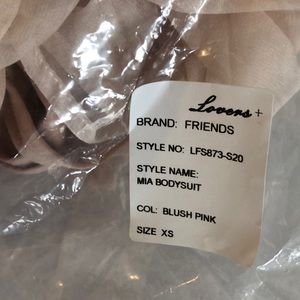 Lovers +
BRAND: FRIENDS
STYLE NO: LFS873-S20
STYLE NAME:
MIA BODYSUIT
COL: BLUSH PINK
SIZE XS